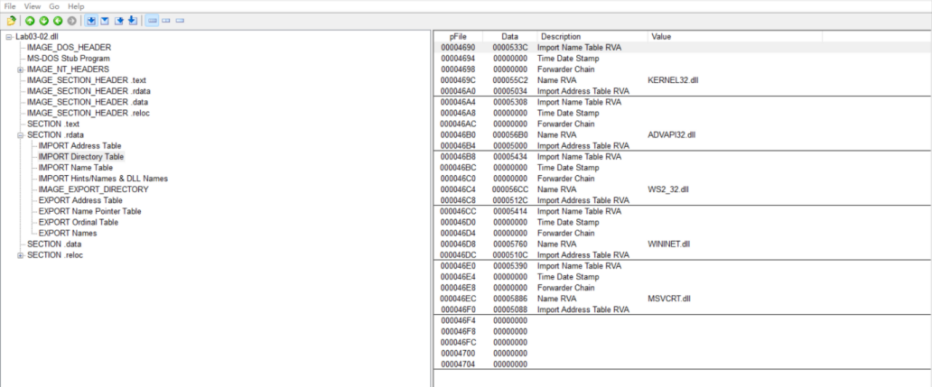 File View Go Help
Lab03-02.dll
IMAGE_DOS_HEADER
MS-DOS Stub Program
IMAGE_NT_HEADERS
IMAGE_SECTION_HEADER .text
IMAGE_SECTION_HEADER .rdata
IMAGE_SECTION_HEADER .data
IMAGE_SECTION_HEADER .reloc
SECTION .text
SECTION .rdata
IMPORT Address Table
IMPORT Directory Table
IMPORT Name Table
IMPORT Hints/Names & DLL Names
IMAGE_EXPORT_DIRECTORY
EXPORT Address Table
EXPORT Name Pointer Table
EXPORT Ordinal Table
EXPORT Names
SECTION .data
SECTION .reloc
pFile Data Description Value
00004690 0000533C Import Name Table RVA
00004694 00000000 Time Date Stamp
00004698 00000000 Forwarder Chain
0000469C 000055C2 Name RVA KERNEL32.dll
000046A0 00005034 Import Address Table RVA
000046A4 00005308 Import Name Table RVA
000046A8 00000000 Time Date Stamp
000046AC 00000000 Forwarder Chain
000046B0 000056B0 Name RVA ADVAPI32.dll
000046B4 00005000 Import Address Table RVA
000046B8 00005434 Import Name Table RVA
000046BC 00000000 Time Date Stamp
000046C0 00000000 Forwarder Chain
000046C4 000056CC Name RVA WS2_32.dll
000046C8 0000512C Import Address Table RVA
000046CC 00005414 Import Name Table RVA
000046D0 00000000 Time Date Stamp
000046D4 00000000 Forwarder Chain
000046D8 00005760 Name RVA WININET.dll
000046DC 0000510C Import Address Table RVA
000046E0 00005390 Import Name Table RVA
000046E4 00000000 Time Date Stamp
000046E8 00000000 Forwarder Chain
000046EC 00005886 Name RVA MSVCRT.dll
000046F0 00005088 Import Address Table RVA
000046F4 00000000
000046F8 00000000
000046FC 00000000
00004700 00000000
00004704 00000000